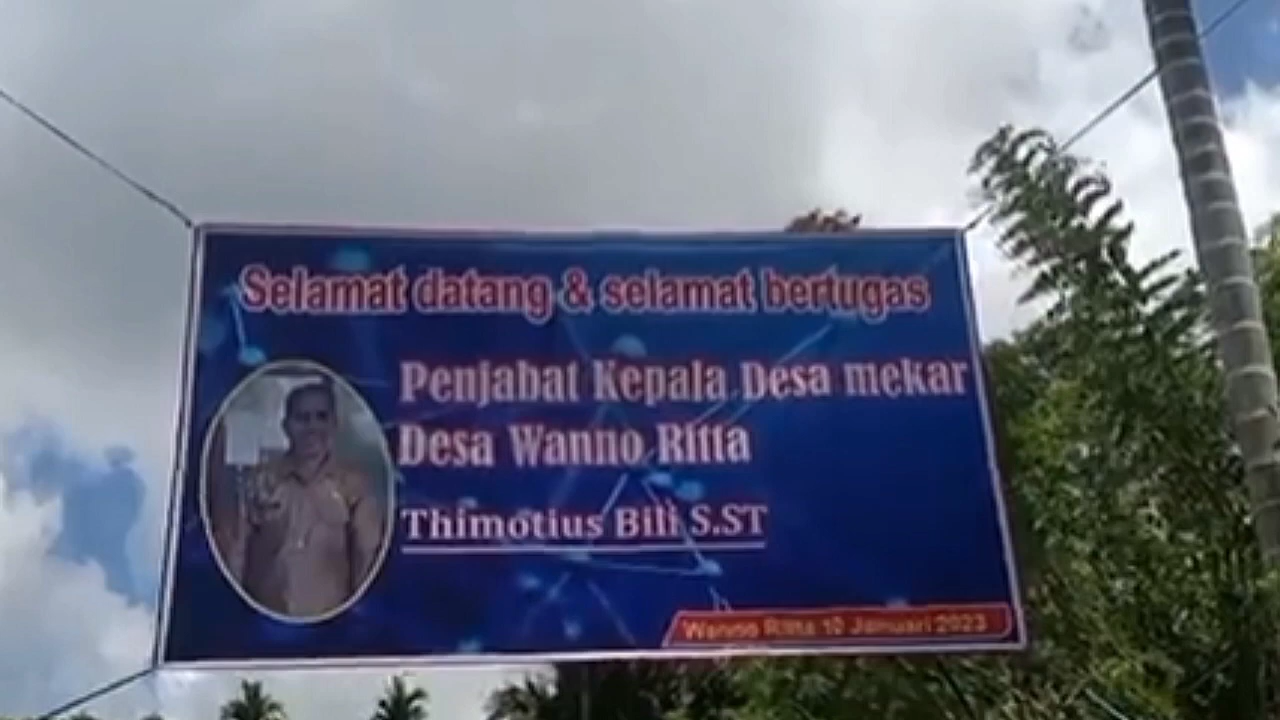 Selamat datang & selamat bertugas
Penjabat Kepala Desa mekar
Desa Wanno Ritta
Thimotius Bili S.ST
Wanno Ritta 10 Januari 2023